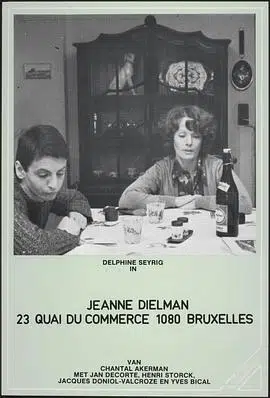 DELPHINE SEYRIG
IN
JEANNE DIELMAN
23 QUAI DU COMMERCE 1080 BRUXELLES
VAN
CHANTAL AKERMAN
MET JAN DECORTE, HENRI STORCK,
JACQUES DONIOL-VALCROZE EN YVES BICAL